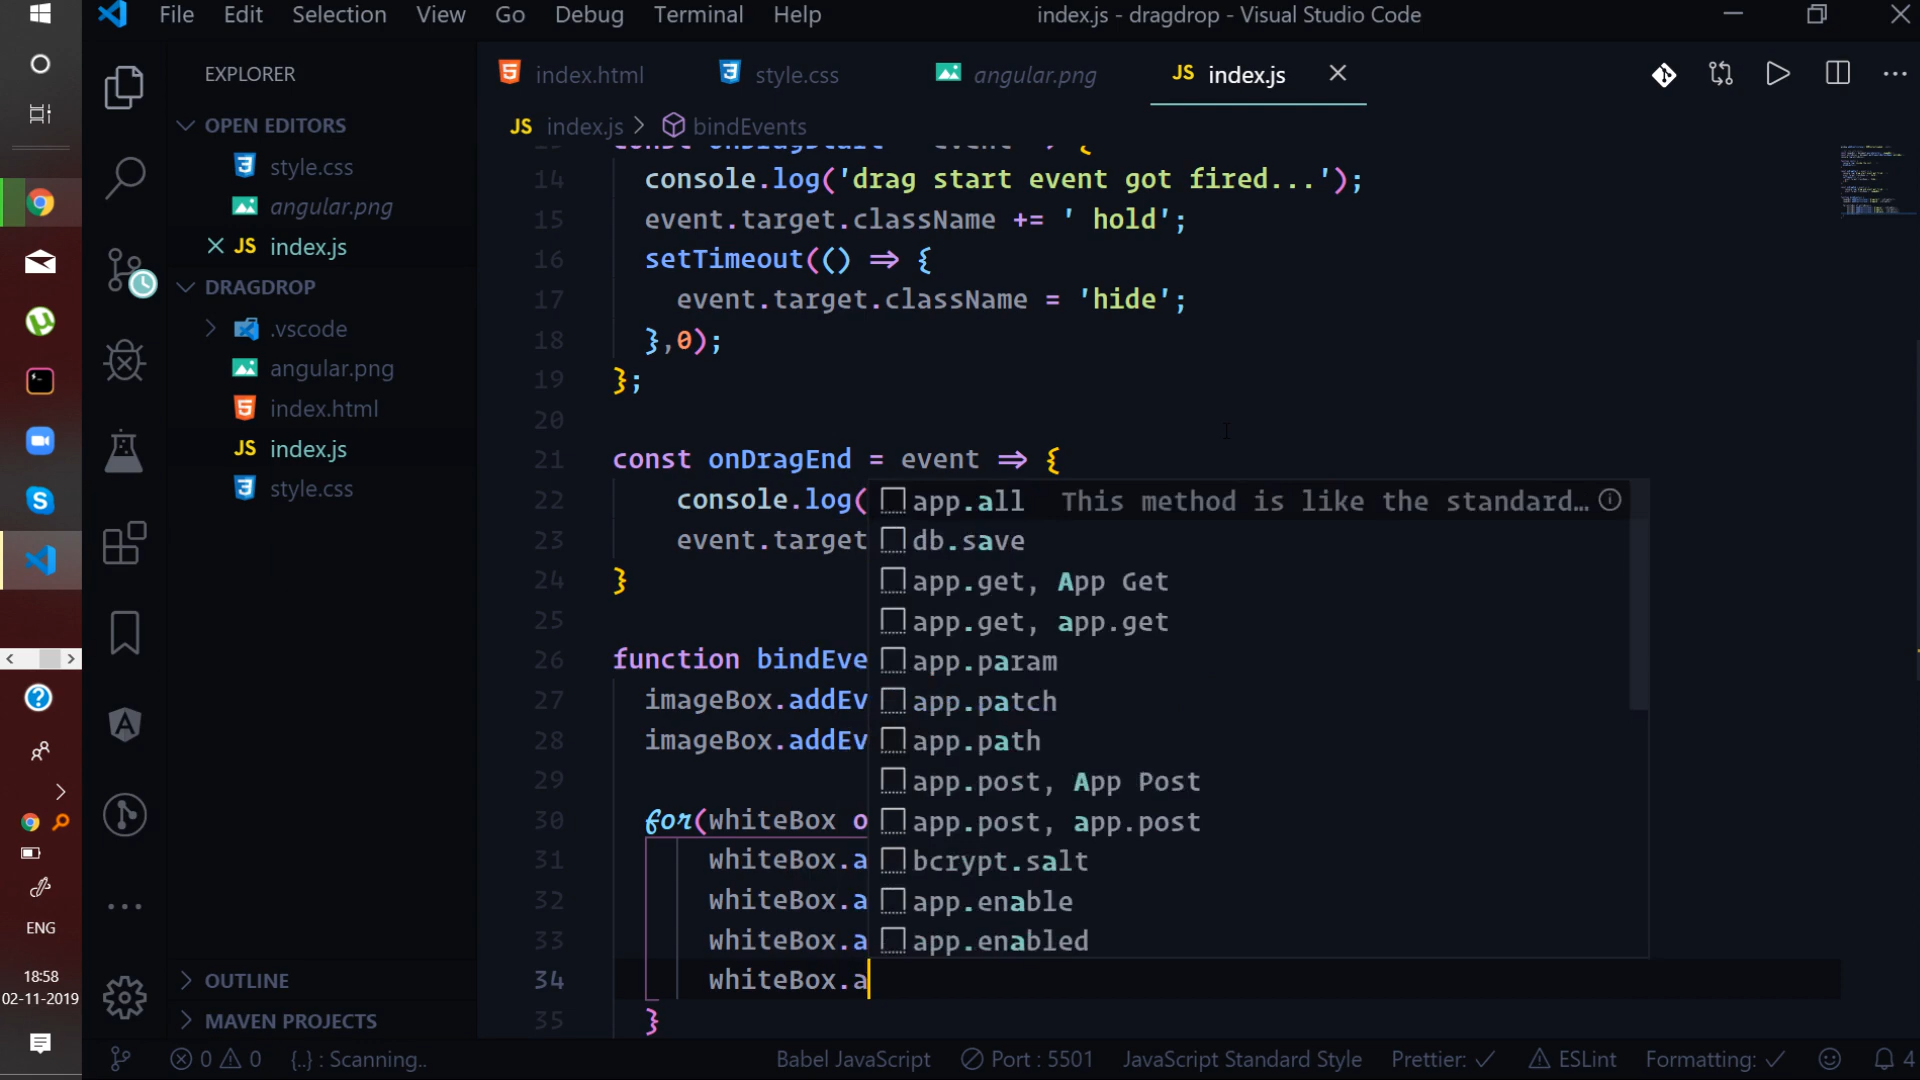 File Edit Selection View Go Debug Terminal Help
index.js - dragdrop - Visual Studio Code
EXPLORER
OPEN EDITORS
style.css
angular.png
JS index.js
DRAGDROP
.vscode
angular.png
index.html
JS index.js
style.css
OUTLINE
MAVEN PROJECTS
index.html style.css angular.png JS index.js
JS index.js > bindEvents
14 console.log('drag start event got fired...');
15 event.target.className += ' hold';
16 setTimeout(() => {
17 event.target.className = 'hide';
18 },0);
19 };
20
21 const onDragEnd = event => {
22 console.log(
23 event.target
24 }
25
26 function bindEve
27 imageBox.addEv
28 imageBox.addEv
29
30 for(whiteBox o
31 whiteBox.a
32 whiteBox.a
33 whiteBox.a
34 whiteBox.a
35 }
app.all This method is like the standard…
db.save
app.get, App Get
app.get, app.get
app.param
app.patch
app.path
app.post, App Post
app.post, app.post
bcrypt.salt
app.enable
app.enabled
ENG
18:58
02-11-2019
0 0 {..} : Scanning.. Babel JavaScript Port : 5501 JavaScript Standard Style Prettier: ✓ ESLint Formatting: ✓ 4